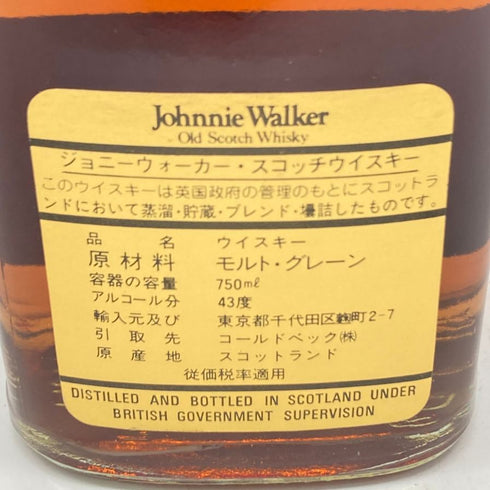 Johnnie Walker
Old Scotch Whisky
ジョニーウォーカー・スコッチウイスキー
このウイスキーは英国政府の管理のもとにスコットラ
ンドにおいて蒸溜・貯蔵・ブレンド・壜詰したものです。
品名 ウイスキー
原材料 モルト・グレーン
容器の容量 750mℓ
アルコール分 43度
輸入元及び 東京都千代田区麹町2-7
引取先 コールドベック㈱
原産地 スコットランド
従価税率適用
DISTILLED AND BOTTLED IN SCOTLAND UNDER
BRITISH GOVERNMENT SUPERVISION